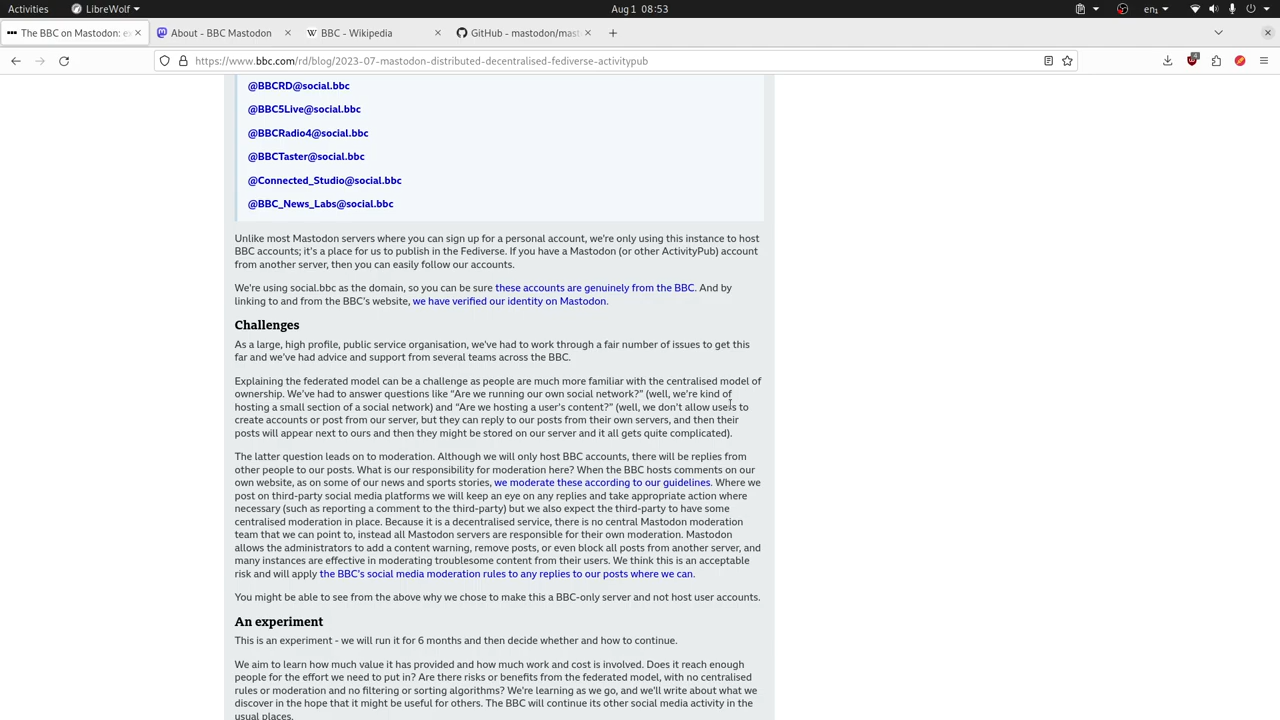 Activities
LibreWolf
Aug 1 08:53
en₁
The BBC on Mastodon: e
About - BBC Mastodon
BBC - Wikipedia
GitHub - mastodon/mast
https://www.bbc.com/rd/blog/2023-07-mastodon-distributed-decentralised-fediverse-activitypub
4
@BBCRD@social.bbc
@BBC5Live@social.bbc
@BBCRadio4@social.bbc
@BBCTaster@social.bbc
@Connected_Studio@social.bbc
@BBC_News_Labs@social.bbc
Unlike most Mastodon servers where you can sign up for a personal account, we're only using this instance to host
BBC accounts; it's a place for us to publish in the Fediverse. If you have a Mastodon (or other ActivityPub) account
from another server, then you can easily follow our accounts.
We're using social.bbc as the domain, so you can be sure these accounts are genuinely from the BBC. And by
linking to and from the BBC's website, we have verified our identity on Mastodon.
Challenges
As a large, high profile, public service organisation, we've had to work through a fair number of issues to get this
far and we've had advice and support from several teams across the BBC.
Explaining the federated model can be a challenge as people are much more familiar with the centralised model of
ownership. We've had to answer questions like “Are we running our own social network?” (well, we're kind of
hosting a small section of a social network) and “Are we hosting a user's content?” (well, we don't allow users to
create accounts or post from our server, but they can reply to our posts from their own servers, and then their
posts will appear next to ours and then they might be stored on our server and it all gets quite complicated).
The latter question leads on to moderation. Although we will only host BBC accounts, there will be replies from
other people to our posts. What is our responsibility for moderation here? When the BBC hosts comments on our
own website, as on some of our news and sports stories, we moderate these according to our guidelines. Where we
post on third-party social media platforms we will keep an eye on any replies and take appropriate action where
necessary (such as reporting a comment to the third-party) but we also expect the third-party to have some
centralised moderation in place. Because it is a decentralised service, there is no central Mastodon moderation
team that we can point to, instead all Mastodon servers are responsible for their own moderation. Mastodon
allows the administrators to add a content warning, remove posts, or even block all posts from another server, and
many instances are effective in moderating troublesome content from their users. We think this is an acceptable
risk and will apply the BBC's social media moderation rules to any replies to our posts where we can.
You might be able to see from the above why we chose to make this a BBC-only server and not host user accounts.
An experiment
This is an experiment - we will run it for 6 months and then decide whether and how to continue.
We aim to learn how much value it has provided and how much work and cost is involved. Does it reach enough
people for the effort we need to put in? Are there risks or benefits from the federated model, with no centralised
rules or moderation and no filtering or sorting algorithms? We're learning as we go, and we'll write about what we
discover in the hope that it might be useful for others. The BBC will continue its other social media activity in the
usual places.